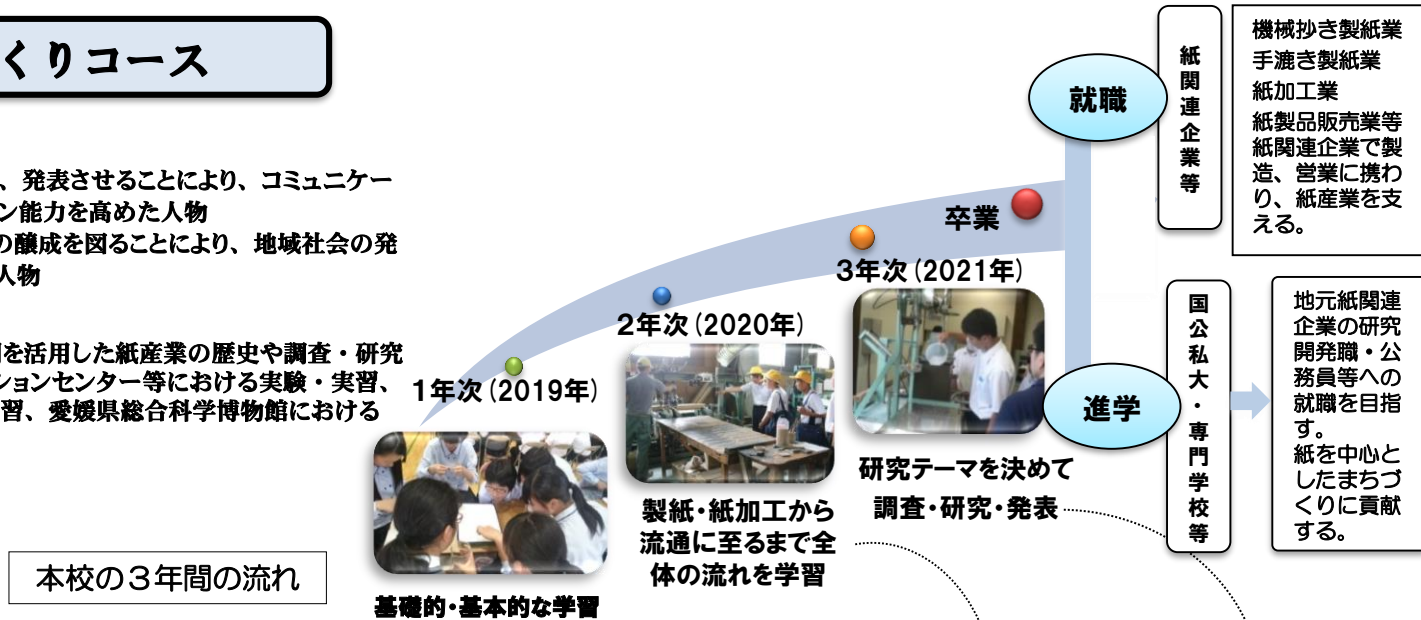 くりコース
、発表させることにより、コミュニケー
ン能力を高めた人物
の醸成を図ることにより、地域社会の発
人物
を活用した紙産業の歴史や調査・研究
ションセンター等における実験・実習、
習、愛媛県総合科学博物館における
本校の３年間の流れ
1年次(2019年)
基礎的・基本的な学習
2年次(2020年)
製紙・紙加工から
流通に至るまで全
体の流れを学習
3年次(2021年)
研究テーマを決めて
調査・研究・発表
卒業
就職
紙関連企業等
機械抄き製紙業
手漉き製紙業
紙加工業
紙製品販売業等
紙関連企業で製
造、営業に携わ
り、紙産業を支
える。
進学
国公私大・専門学校等
地元紙関連
企業の研究
開発職・公
務員等への
就職を目指
す。
紙を中心と
したまちづ
くりに貢献
する。